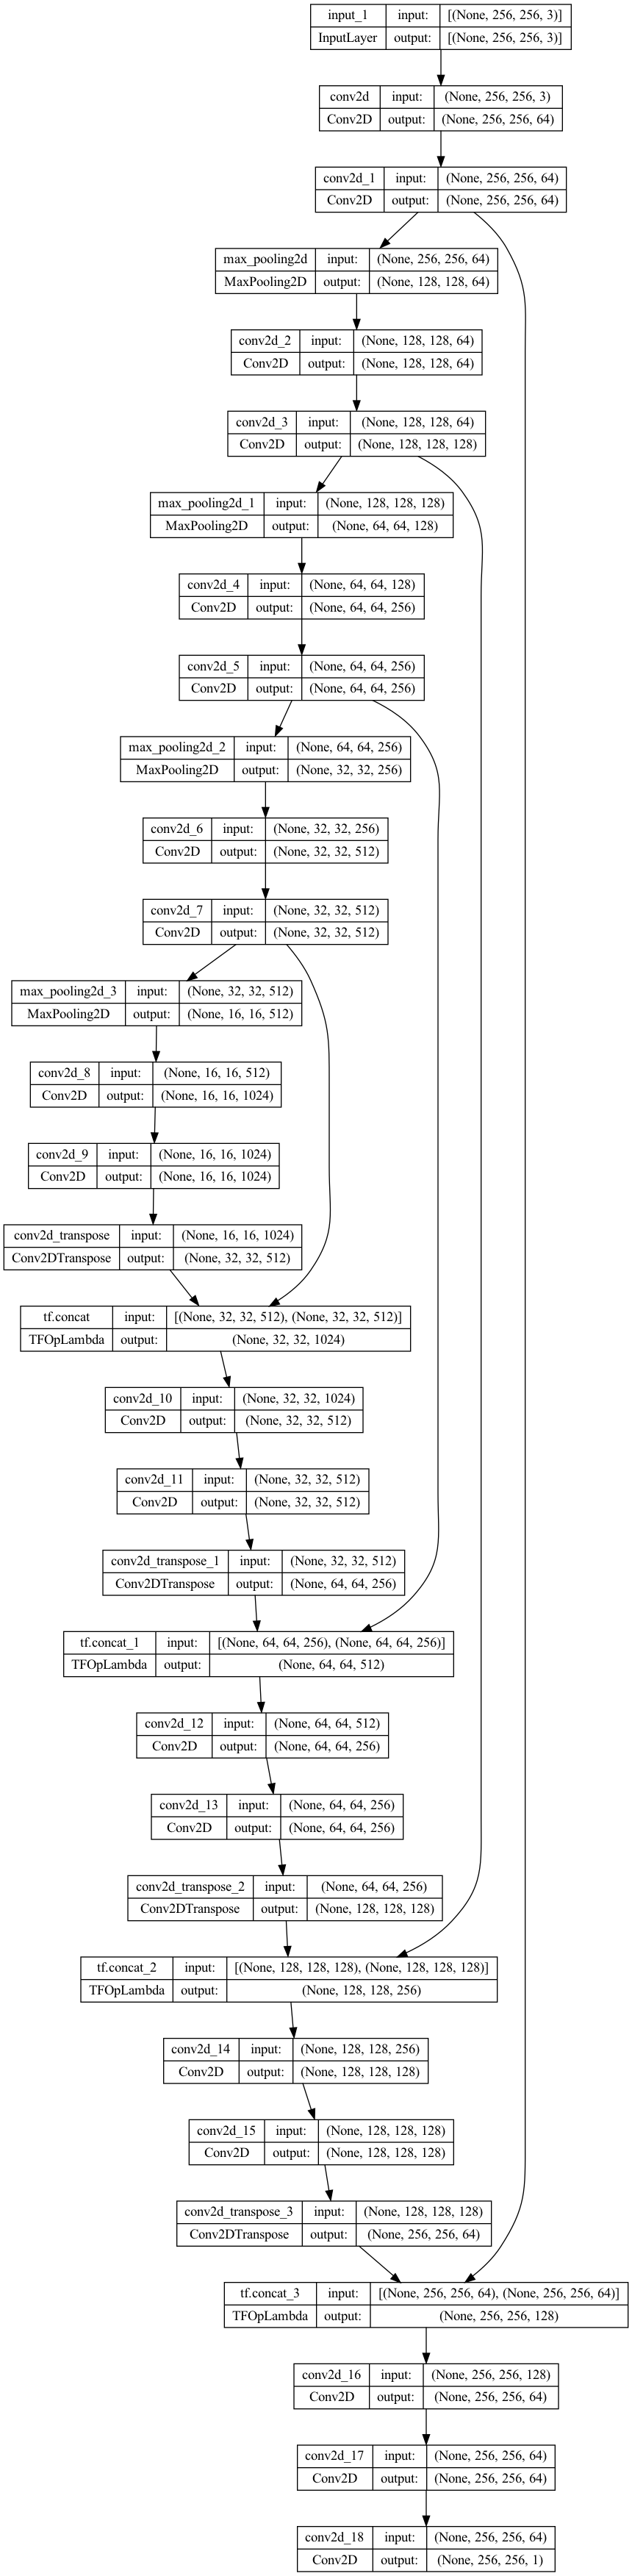 input_1 input: [(None, 256, 256, 3)]
InputLayer output: [(None, 256, 256, 3)]
conv2d input: (None, 256, 256, 3)
Conv2D output: (None, 256, 256, 64)
conv2d_1 input: (None, 256, 256, 64)
Conv2D output: (None, 256, 256, 64)
max_pooling2d input: (None, 256, 256, 64)
MaxPooling2D output: (None, 128, 128, 64)
conv2d_2 input: (None, 128, 128, 64)
Conv2D output: (None, 128, 128, 64)
conv2d_3 input: (None, 128, 128, 64)
Conv2D output: (None, 128, 128, 128)
max_pooling2d_1 input: (None, 128, 128, 128)
MaxPooling2D output: (None, 64, 64, 128)
conv2d_4 input: (None, 64, 64, 128)
Conv2D output: (None, 64, 64, 256)
conv2d_5 input: (None, 64, 64, 256)
Conv2D output: (None, 64, 64, 256)
max_pooling2d_2 input: (None, 64, 64, 256)
MaxPooling2D output: (None, 32, 32, 256)
conv2d_6 input: (None, 32, 32, 256)
Conv2D output: (None, 32, 32, 512)
conv2d_7 input: (None, 32, 32, 512)
Conv2D output: (None, 32, 32, 512)
max_pooling2d_3 input: (None, 32, 32, 512)
MaxPooling2D output: (None, 16, 16, 512)
conv2d_8 input: (None, 16, 16, 512)
Conv2D output: (None, 16, 16, 1024)
conv2d_9 input: (None, 16, 16, 1024)
Conv2D output: (None, 16, 16, 1024)
conv2d_transpose input: (None, 16, 16, 1024)
Conv2DTranspose output: (None, 32, 32, 512)
tf.concat input: [(None, 32, 32, 512), (None, 32, 32, 512)]
TFOpLambda output: (None, 32, 32, 1024)
conv2d_10 input: (None, 32, 32, 1024)
Conv2D output: (None, 32, 32, 512)
conv2d_11 input: (None, 32, 32, 512)
Conv2D output: (None, 32, 32, 512)
conv2d_transpose_1 input: (None, 32, 32, 512)
Conv2DTranspose output: (None, 64, 64, 256)
tf.concat_1 input: [(None, 64, 64, 256), (None, 64, 64, 256)]
TFOpLambda output: (None, 64, 64, 512)
conv2d_12 input: (None, 64, 64, 512)
Conv2D output: (None, 64, 64, 256)
conv2d_13 input: (None, 64, 64, 256)
Conv2D output: (None, 64, 64, 256)
conv2d_transpose_2 input: (None, 64, 64, 256)
Conv2DTranspose output: (None, 128, 128, 128)
tf.concat_2 input: [(None, 128, 128, 128), (None, 128, 128, 128)]
TFOpLambda output: (None, 128, 128, 256)
conv2d_14 input: (None, 128, 128, 256)
Conv2D output: (None, 128, 128, 128)
conv2d_15 input: (None, 128, 128, 128)
Conv2D output: (None, 128, 128, 128)
conv2d_transpose_3 input: (None, 128, 128, 128)
Conv2DTranspose output: (None, 256, 256, 64)
tf.concat_3 input: [(None, 256, 256, 64), (None, 256, 256, 64)]
TFOpLambda output: (None, 256, 256, 128)
conv2d_16 input: (None, 256, 256, 128)
Conv2D output: (None, 256, 256, 64)
conv2d_17 input: (None, 256, 256, 64)
Conv2D output: (None, 256, 256, 64)
conv2d_18 input: (None, 256, 256, 64)
Conv2D output: (None, 256, 256, 1)